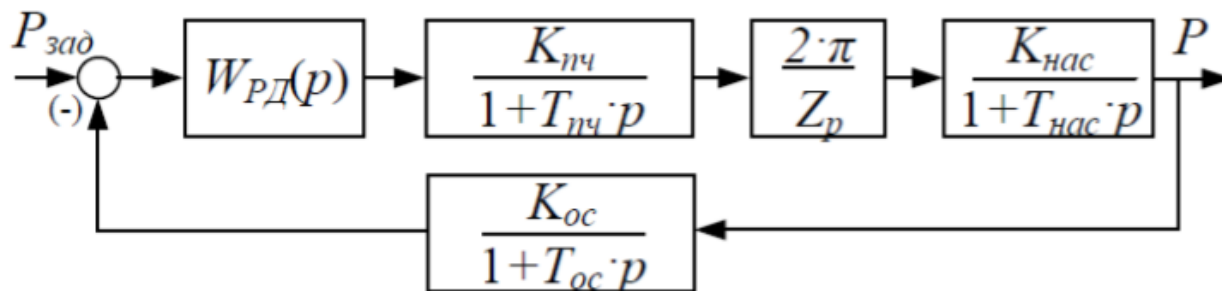 P_зад
(-)
W_РД(p)
K_пч
1+T_пч·p
2·π
Z_p
K_нас
1+T_нас·p
P
K_ос
1+T_ос·p